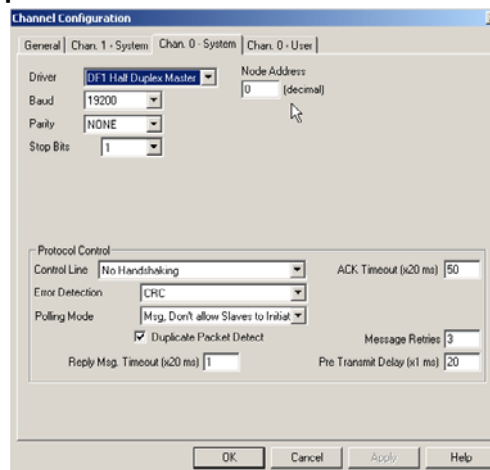 Channel Configuration
General Chan. 1 - System Chan. 0 - System Chan. 0 - User
Driver DF1 Half Duplex Master Node Address
Baud 19200 0 (decimal)
Parity NONE
Stop Bits 1
Protocol Control
Control Line No Handshaking ACK Timeout (x20 ms) 50
Error Detection CRC
Polling Mode Msg, Don't allow Slaves to Initiat
Duplicate Packet Detect Message Retries 3
Reply Msg. Timeout (x20 ms) 1 Pre Transmit Delay (x1 ms) 20
OK Cancel Apply Help